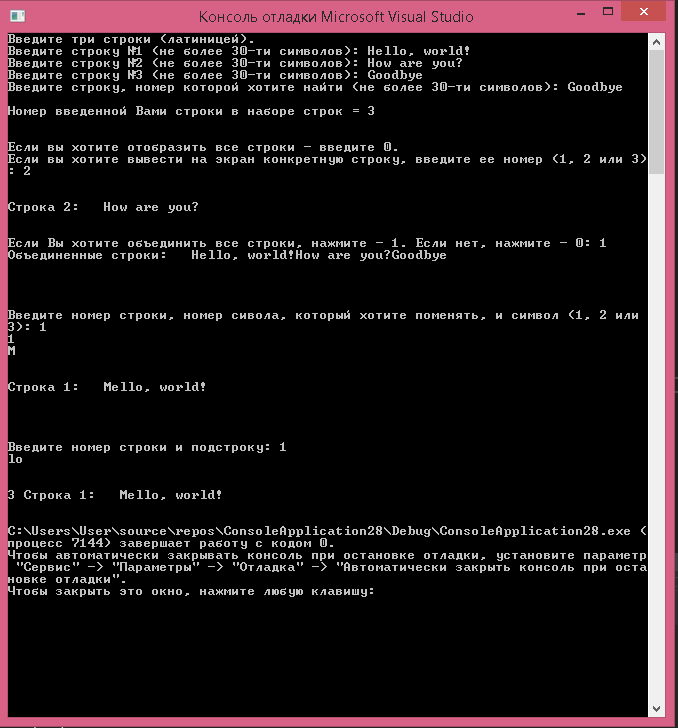 Консоль отладки Microsoft Visual Studio
Введите три строки (латиницей).
Введите строку №1 (не более 30-ти символов): Hello, world!
Введите строку №2 (не более 30-ти символов): How are you?
Введите строку №3 (не более 30-ти символов): Goodbye
Введите строку, номер которой хотите найти (не более 30-ти символов): Goodbye
Номер введенной Вами строки в наборе строк = 3
Если вы хотите отобразить все строки - введите 0.
Если вы хотите вывести на экран конкретную строку, введите ее номер (1, 2 или 3)
: 2
Строка 2:   How are you?
Если Вы хотите объединить все строки, нажмите - 1. Если нет, нажмите - 0: 1
Объединенные строки:   Hello, world!How are you?Goodbye
Введите номер строки, номер сивола, который хотите поменять, и символ (1, 2 или
3): 1
1
M
Строка 1:   Mello, world!
Введите номер строки и подстроку: 1
lo
3 Строка 1:   Mello, world!
C:\Users\User\source\repos\ConsoleApplication28\Debug\ConsoleApplication28.exe (
процесс 7144) завершает работу с кодом 0.
Чтобы автоматически закрывать консоль при остановке отладки, установите параметр
"Сервис" -> "Параметры" -> "Отладка" -> "Автоматически закрыть консоль при оста
новке отладки".
Чтобы закрыть это окно, нажмите любую клавишу: